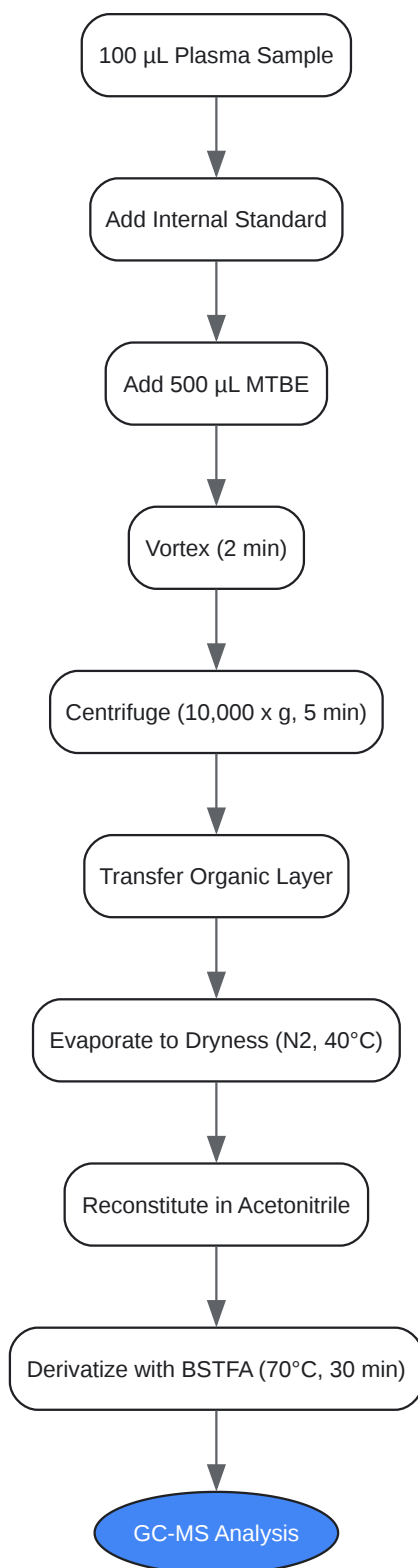 100 µL Plasma Sample
Add Internal Standard
Add 500 µL MTBE
Vortex (2 min)
Centrifuge (10,000 x g, 5 min)
Transfer Organic Layer
Evaporate to Dryness (N2, 40°C)
Reconstitute in Acetonitrile
Derivatize with BSTFA (70°C, 30 min)
GC-MS Analysis